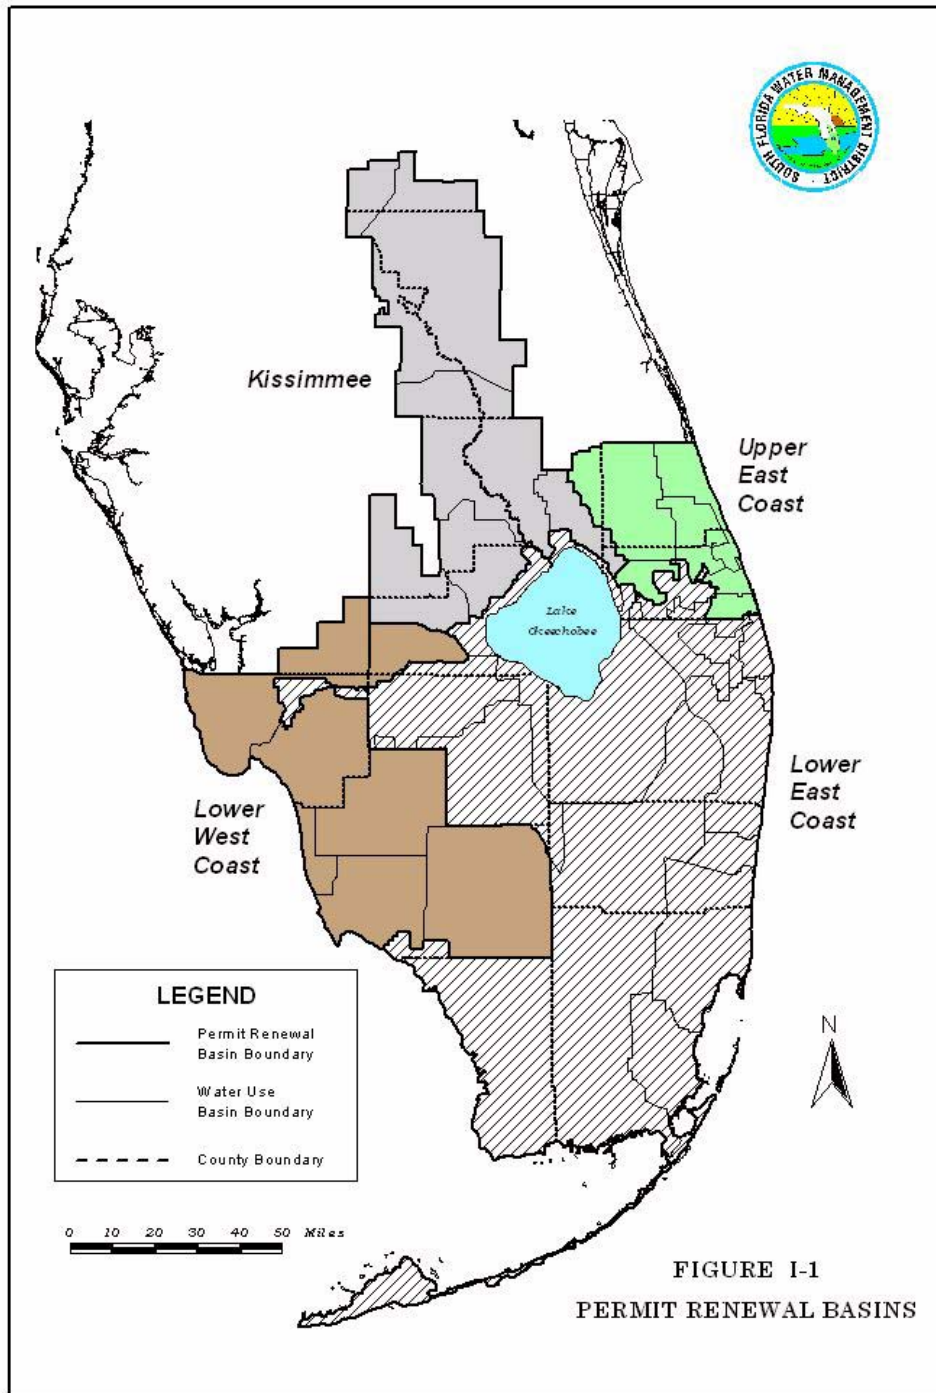 SOUTH FLORIDA WATER MANAGEMENT DISTRICT
Kissimmee
Upper
East
Coast
Lake
Okeechobee
Lower
East
Coast
Lower
West
Coast
LEGEND
Permit Renewal
Basin Boundary
Water Use
Basin Boundary
County Boundary
N
0 10 20 30 40 50 Miles
FIGURE I-1
PERMIT RENEWAL BASINS